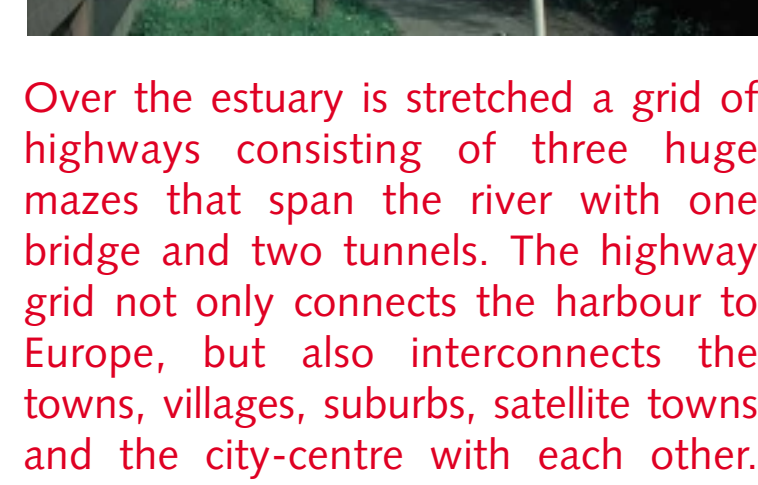 Over the estuary is stretched a grid of
highways consisting of three huge
mazes that span the river with one
bridge and two tunnels. The highway
grid not only connects the harbour to
Europe, but also interconnects the
towns, villages, suburbs, satellite towns
and the city-centre with each other.